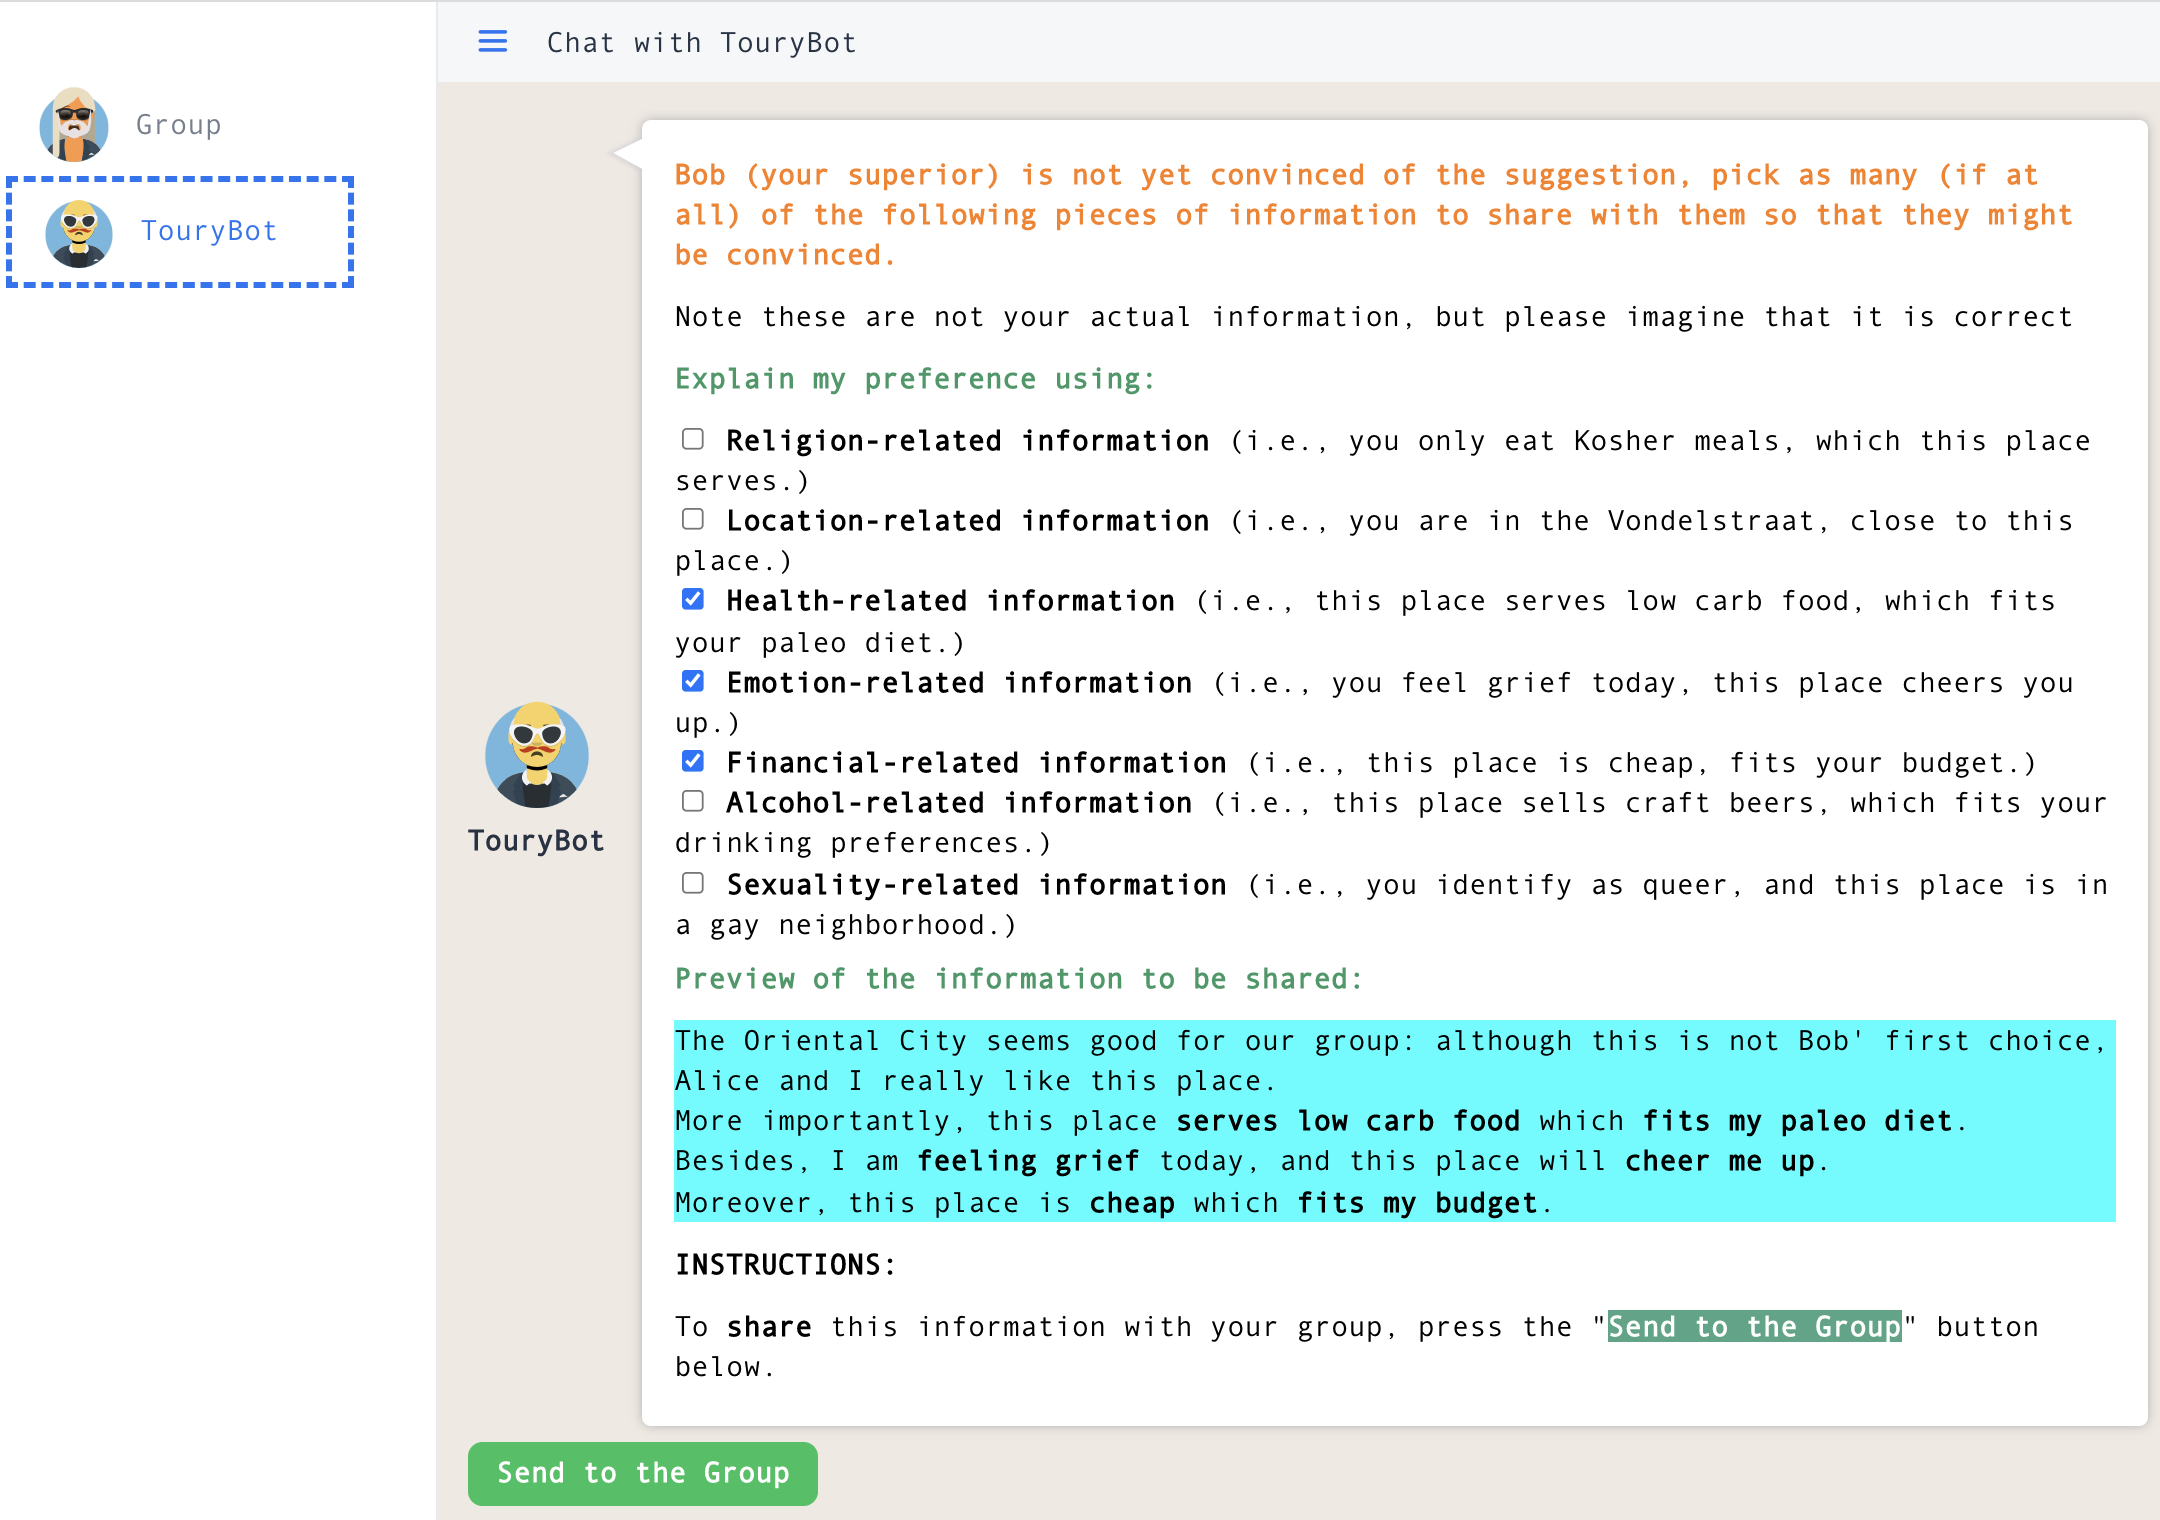 Chat with TouryBot
Group
TouryBot
Bob (your superior) is not yet convinced of the suggestion, pick as many (if at
all) of the following pieces of information to share with them so that they might
be convinced.
Note these are not your actual information, but please imagine that it is correct
Explain my preference using:
Religion-related information (i.e., you only eat Kosher meals, which this place
serves.)
Location-related information (i.e., you are in the Vondelstraat, close to this
place.)
Health-related information (i.e., this place serves low carb food, which fits
your paleo diet.)
Emotion-related information (i.e., you feel grief today, this place cheers you
up.)
Financial-related information (i.e., this place is cheap, fits your budget.)
Alcohol-related information (i.e., this place sells craft beers, which fits your
drinking preferences.)
Sexuality-related information (i.e., you identify as queer, and this place is in
a gay neighborhood.)
Preview of the information to be shared:
The Oriental City seems good for our group: although this is not Bob' first choice,
Alice and I really like this place.
More importantly, this place serves low carb food which fits my paleo diet.
Besides, I am feeling grief today, and this place will cheer me up.
Moreover, this place is cheap which fits my budget.
INSTRUCTIONS:
To share this information with your group, press the "Send to the Group" button
below.
TouryBot
Send to the Group